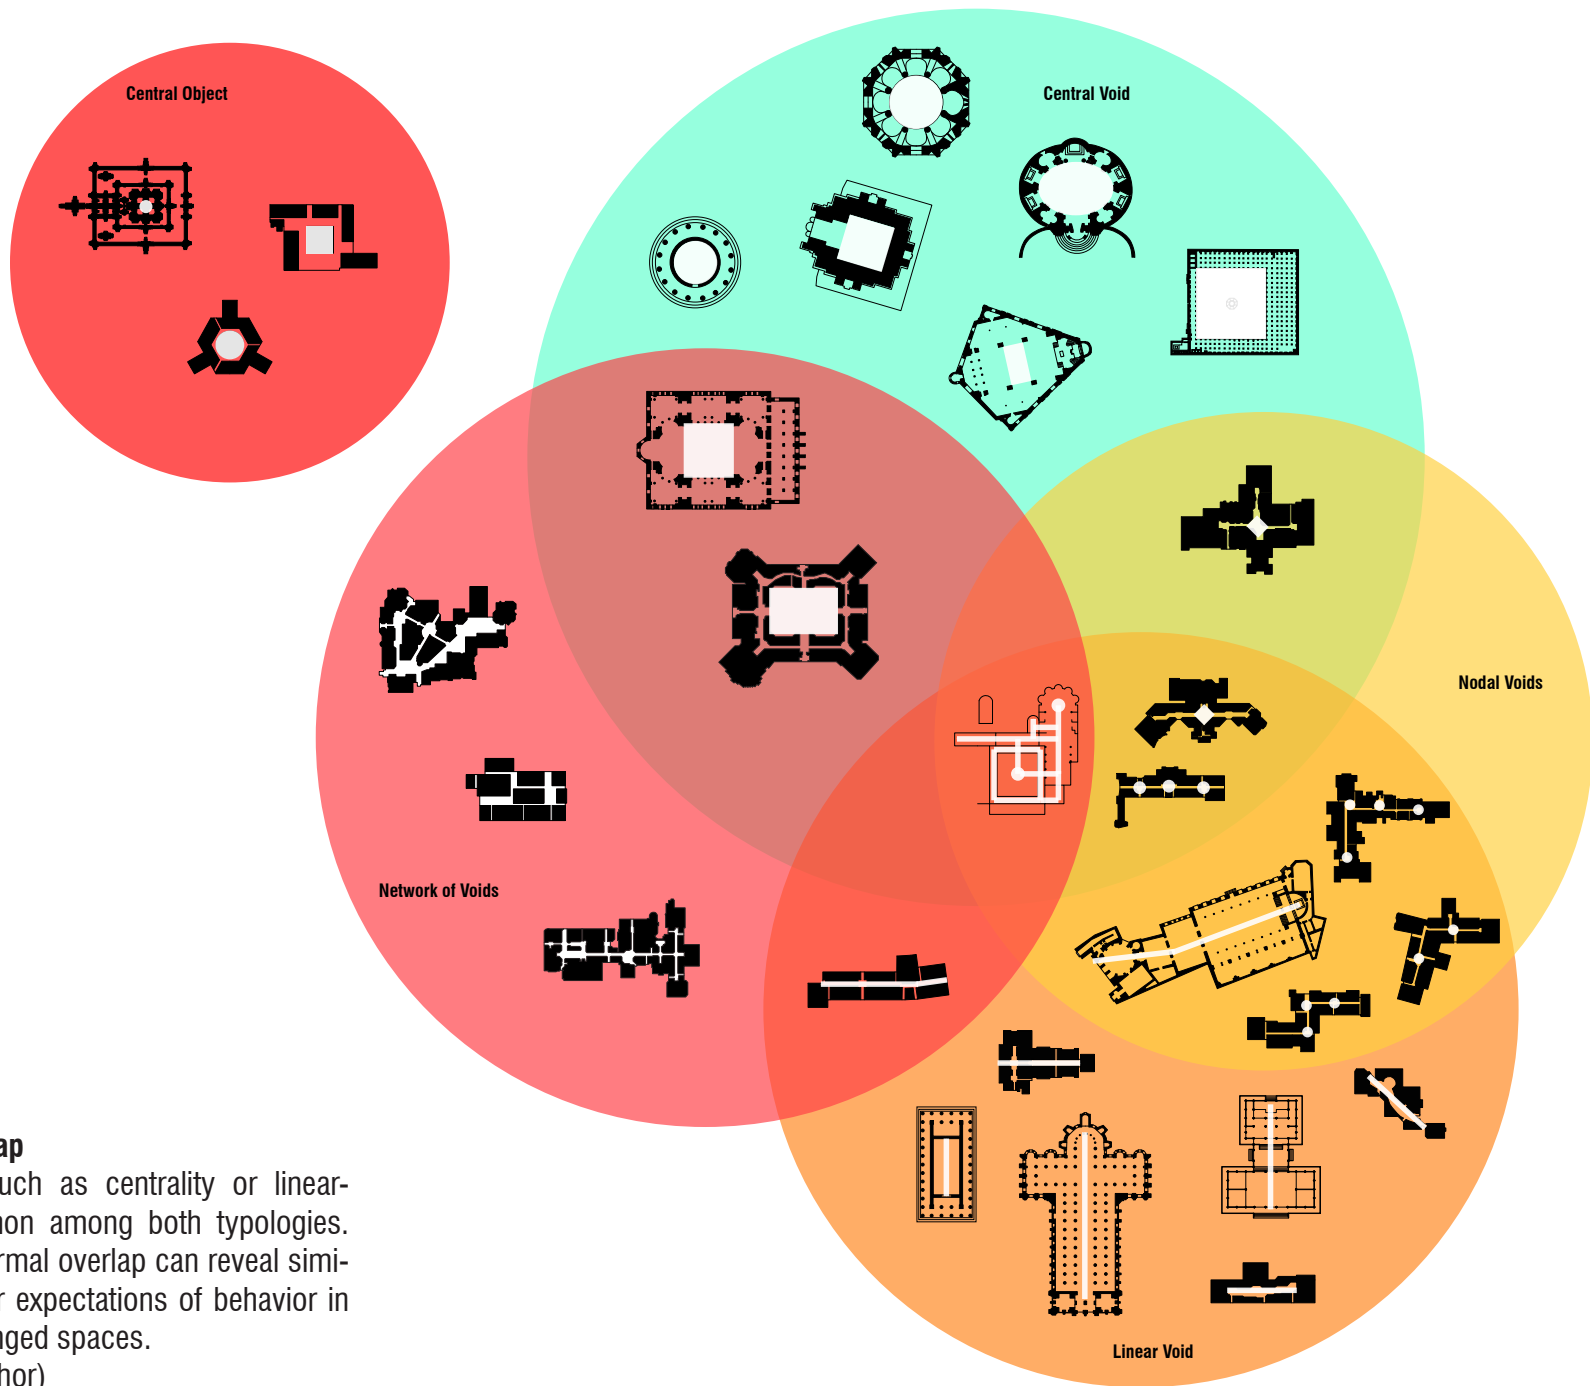 Central Object
Central Void
Nodal Voids
Network of Voids
Linear Void
ap
uch as centrality or linear-
non among both typologies.
rmal overlap can reveal simi-
r expectations of behavior in
nged spaces.
hor)